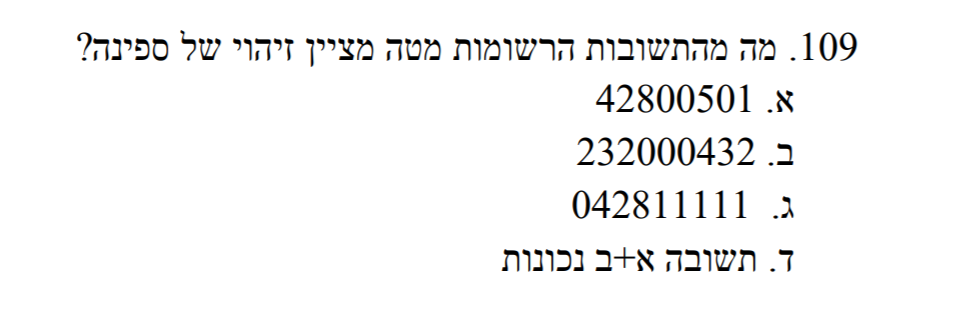 109. מה מהתשובות הרשומות מטה מציין זיהוי של ספינה?
א. 42800501
ב. 232000432
ג. 042811111
ד. תשובה א+ב נכונות